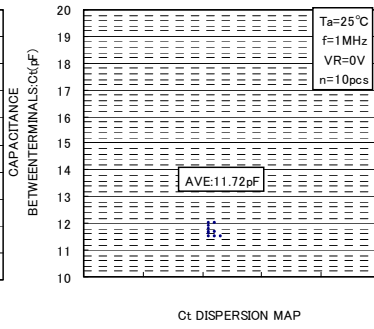 CAPACITANCE
BETWEENTERMINALS:Ct(pF)
20
19
18
17
16
15
14
13
12
11
10
Ta=25℃
f=1MHz
VR=0V
n=10pcs
AVE:11.72pF
Ct DISPERSION MAP